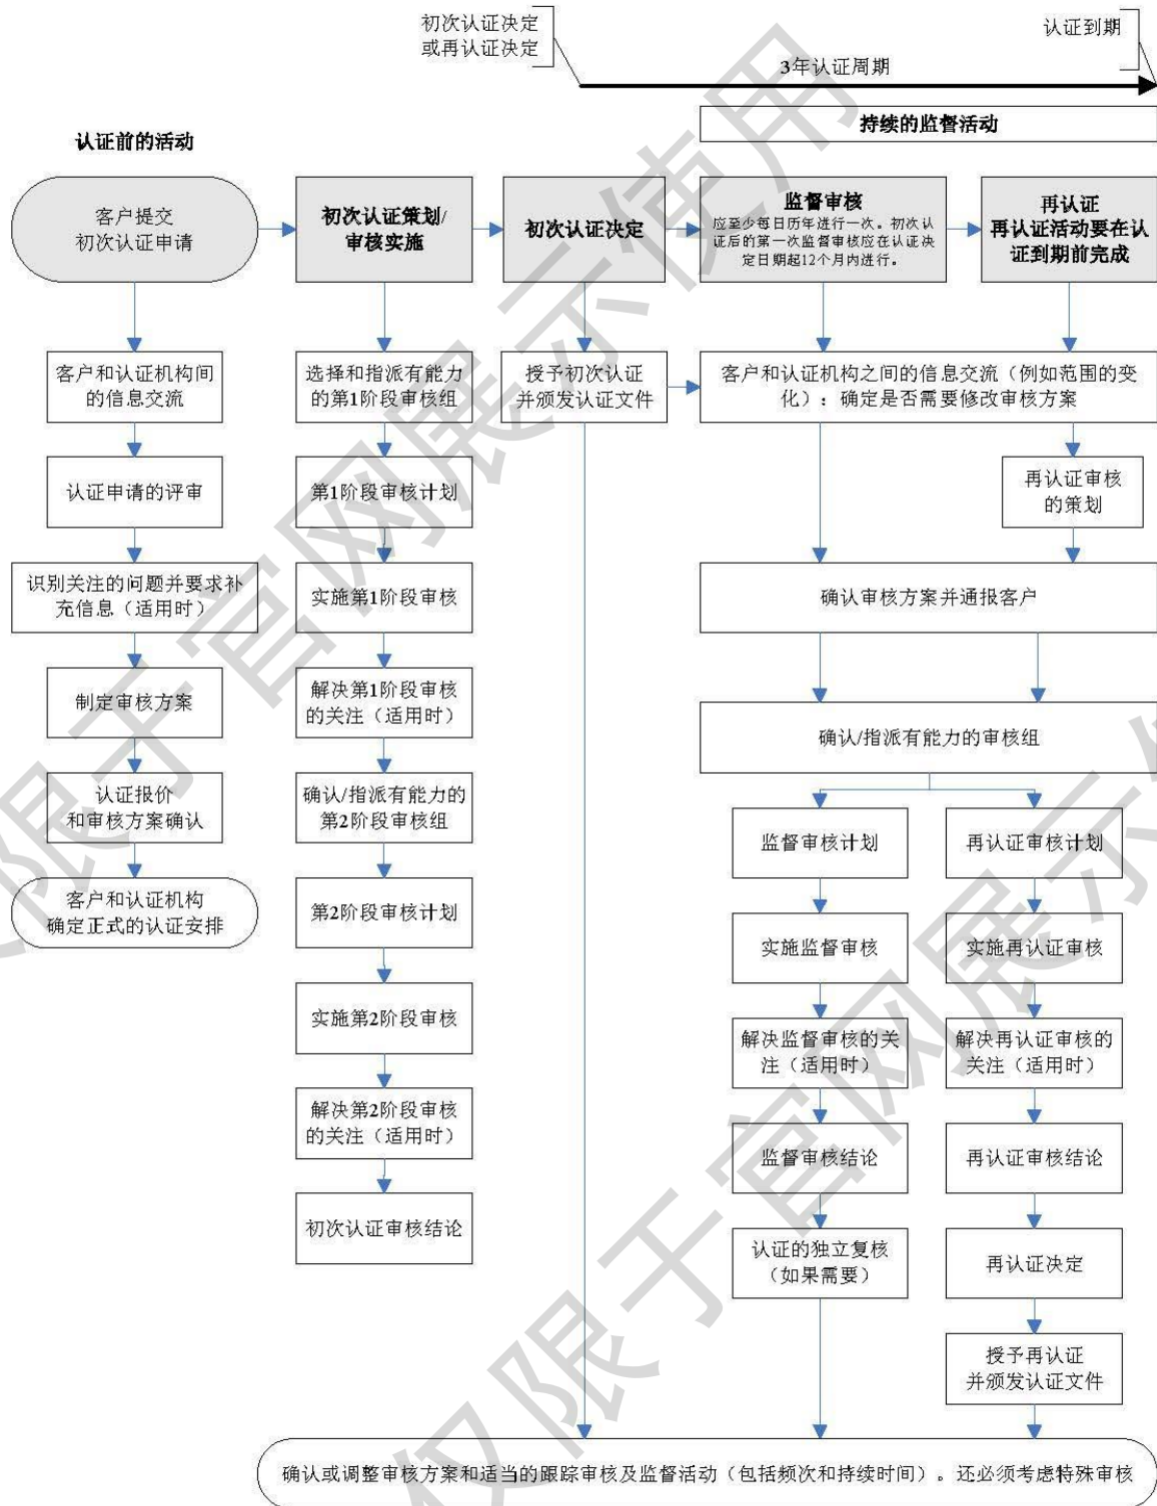 初次认证决定
或再认证决定
认证到期
3年认证周期
持续的监督活动
认证前的活动
客户提交
初次认证申请
初次认证策划/
审核实施
初次认证决定
监督审核
应至少每日历年进行一次。初次认
证后的第一次监督审核应在认证决
定日期起12个月内进行。
再认证
再认证活动要在认
证到期前完成
客户和认证机构间
的信息交流
选择和指派有能力
的第1阶段审核组
授予初次认证
并颁发认证文件
客户和认证机构之间的信息交流（例如范围的变
化）：确定是否需要修改审核方案
认证申请的评审
第1阶段审核计划
再认证审核
的策划
识别关注的问题并要求补
充信息（适用时）
实施第1阶段审核
确认审核方案并通报客户
制定审核方案
解决第1阶段审核
的关注（适用时）
确认/指派有能力的审核组
认证报价
和审核方案确认
确认/指派有能力的
第2阶段审核组
监督审核计划
再认证审核计划
客户和认证机构
确定正式的认证安排
第2阶段审核计划
实施监督审核
实施再认证审核
实施第2阶段审核
解决监督审核的关
注（适用时）
解决再认证审核的
关注（适用时）
解决第2阶段审核
的关注（适用时）
监督审核结论
再认证审核结论
初次认证审核结论
认证的独立复核
（如果需要）
再认证决定
授予再认证
并颁发认证文件
确认或调整审核方案和适当的跟踪审核及监督活动（包括频次和持续时间）。还必须考虑特殊审核
仅限于官网展示使用
仅限于官网展示使